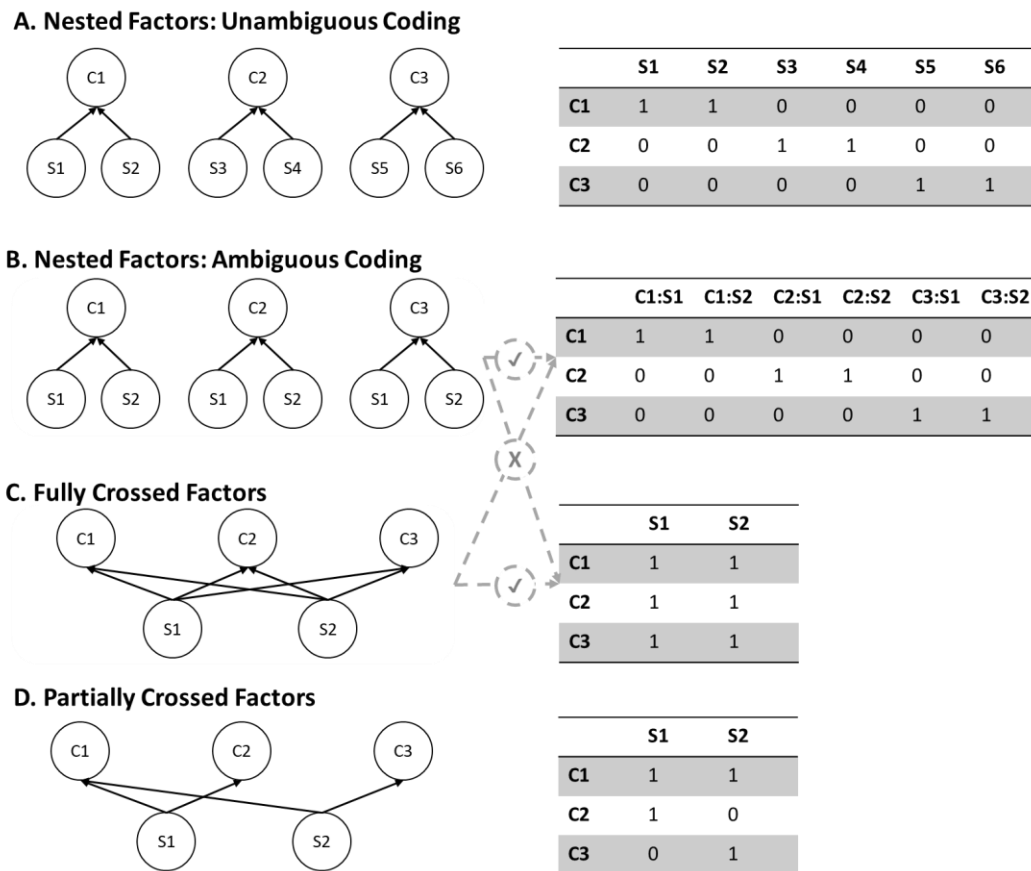 A. Nested Factors: Unambiguous Coding
C1 C2 C3
S1 S2 S3 S4 S5 S6
S1 S2 S3 S4 S5 S6
C1 1 1 0 0 0 0
C2 0 0 1 1 0 0
C3 0 0 0 0 1 1
B. Nested Factors: Ambiguous Coding
C1 C2 C3
S1 S2 S1 S2 S1 S2
C1:S1 C1:S2 C2:S1 C2:S2 C3:S1 C3:S2
C1 1 1 0 0 0 0
C2 0 0 1 1 0 0
C3 0 0 0 0 1 1
✓
X
✓
C. Fully Crossed Factors
C1 C2 C3
S1 S2
S1 S2
C1 1 1
C2 1 1
C3 1 1
D. Partially Crossed Factors
C1 C2 C3
S1 S2
S1 S2
C1 1 1
C2 1 0
C3 0 1